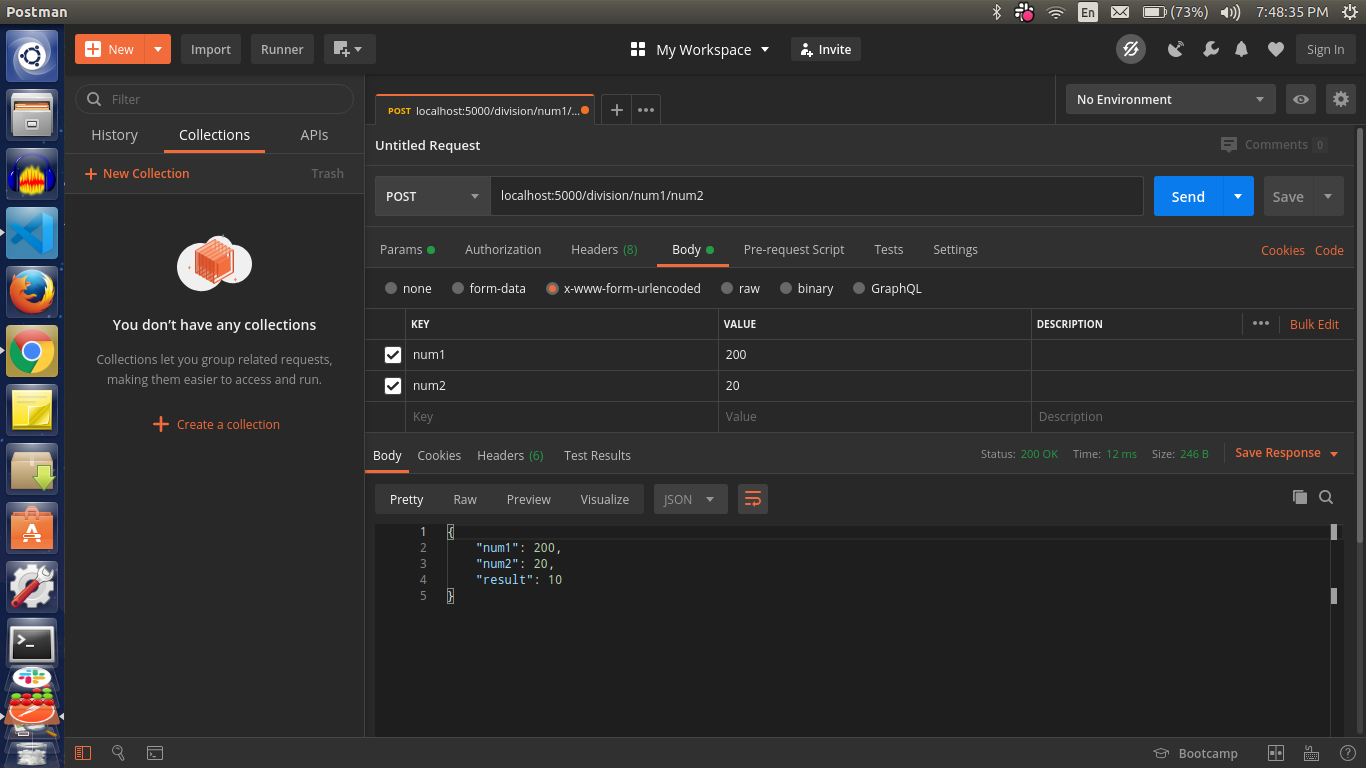 Postman
En
(73%)
7:48:35 PM
New
Import
Runner
My Workspace
Invite
Sign In
Filter
History
Collections
APIs
New Collection
Trash
You don’t have any collections
Collections let you group related requests,
making them easier to access and run.
Create a collection
POST localhost:5000/division/num1/...
No Environment
Untitled Request
Comments 0
POST
localhost:5000/division/num1/num2
Send
Save
Params
Authorization
Headers (8)
Body
Pre-request Script
Tests
Settings
Cookies
Code
none
form-data
x-www-form-urlencoded
raw
binary
GraphQL
KEY
VALUE
DESCRIPTION
Bulk Edit
num1
200
num2
20
Key
Value
Description
Body
Cookies
Headers (6)
Test Results
Status: 200 OK
Time: 12 ms
Size: 246 B
Save Response
Pretty
Raw
Preview
Visualize
JSON
1 {
2 "num1": 200,
3 "num2": 20,
4 "result": 10
5 }
Bootcamp